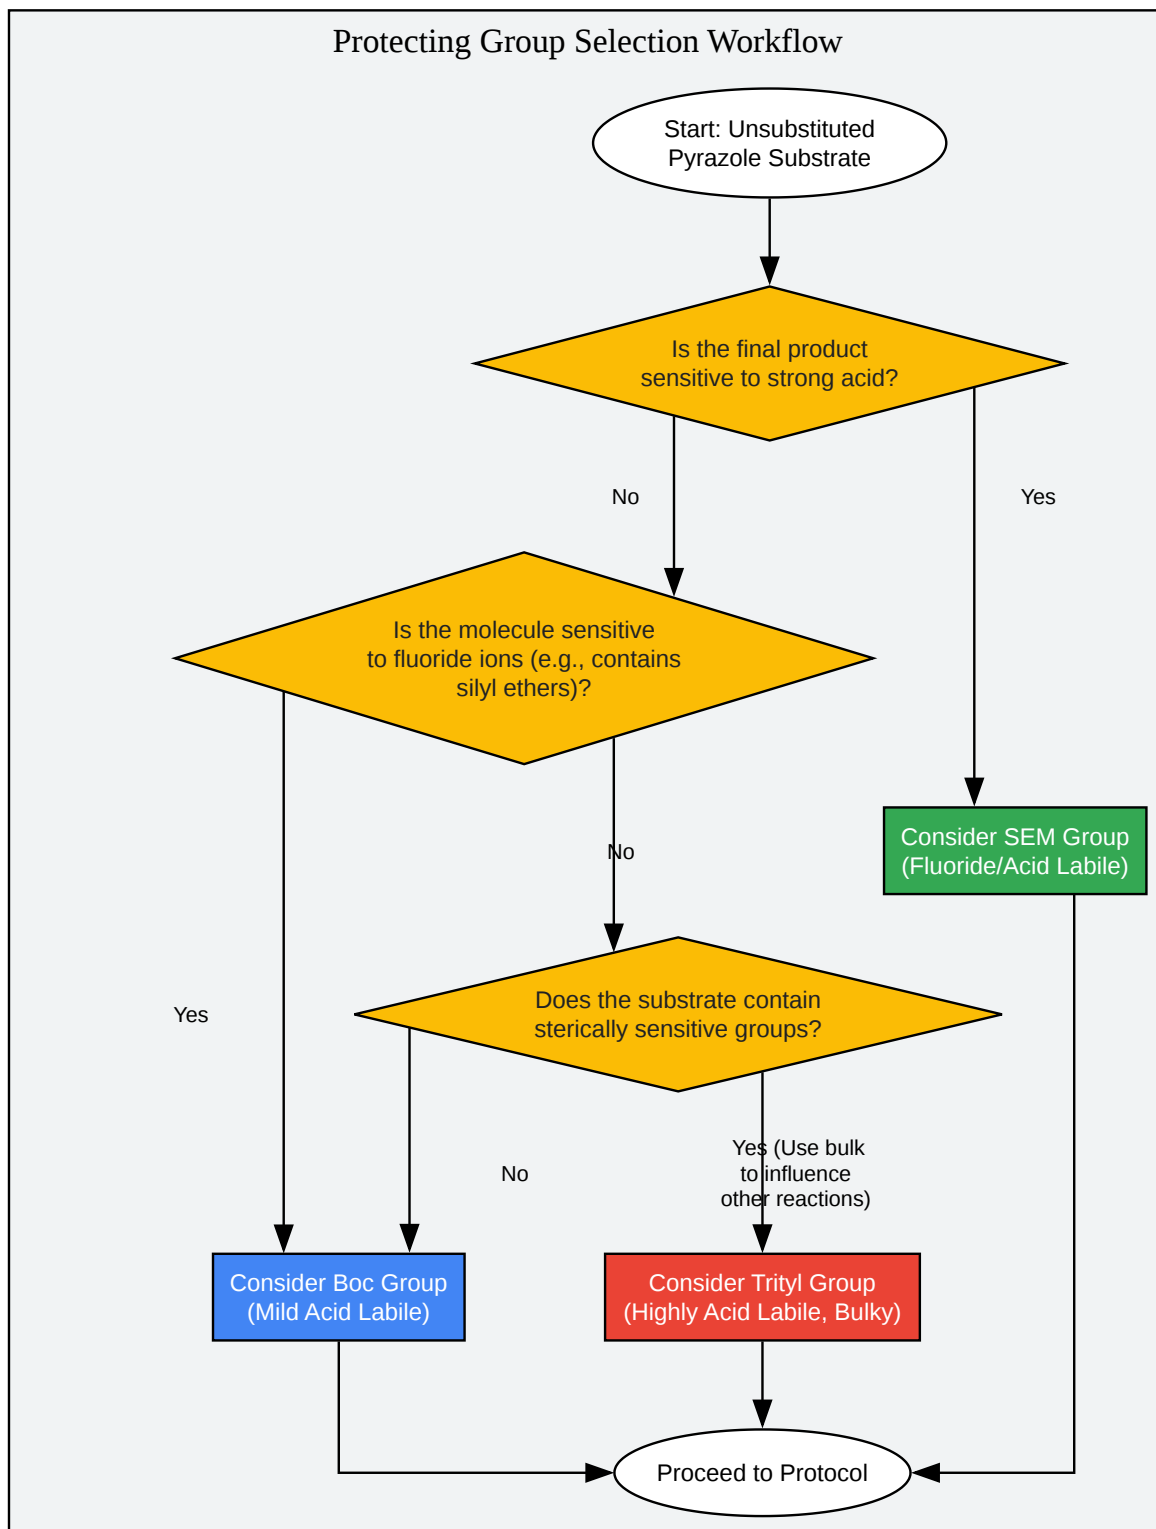 Protecting Group Selection Workflow
Start: Unsubstituted
Pyrazole Substrate
Is the final product
sensitive to strong acid?
No
Yes
Is the molecule sensitive
to fluoride ions (e.g., contains
silyl ethers)?
No
Consider SEM Group
(Fluoride/Acid Labile)
Does the substrate contain
sterically sensitive groups?
Yes
No
Yes (Use bulk
to influence
other reactions)
Consider Boc Group
(Mild Acid Labile)
Consider Trityl Group
(Highly Acid Labile, Bulky)
Proceed to Protocol